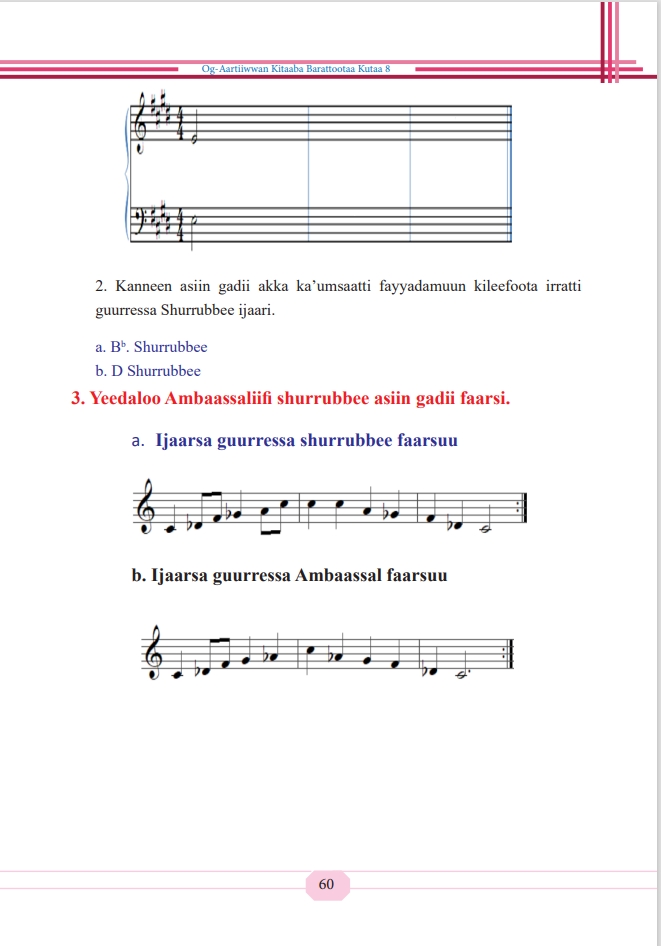 Og-Aartiiwwan Kitaaba Barattootaa Kutaa 8
4
4
4
4
2. Kanneen asiin gadii akka ka’umsaatti fayyadamuun kileefoota irratti
guurressa Shurrubbee ijaari.
a. Bᵇ. Shurrubbee
b. D Shurrubbee
3. Yeedaloo Ambaassaliifi shurrubbee asiin gadii faarsi.
a. Ijaarsa guurressa shurrubbee faarsuu
b. Ijaarsa guurressa Ambaassal faarsuu
60